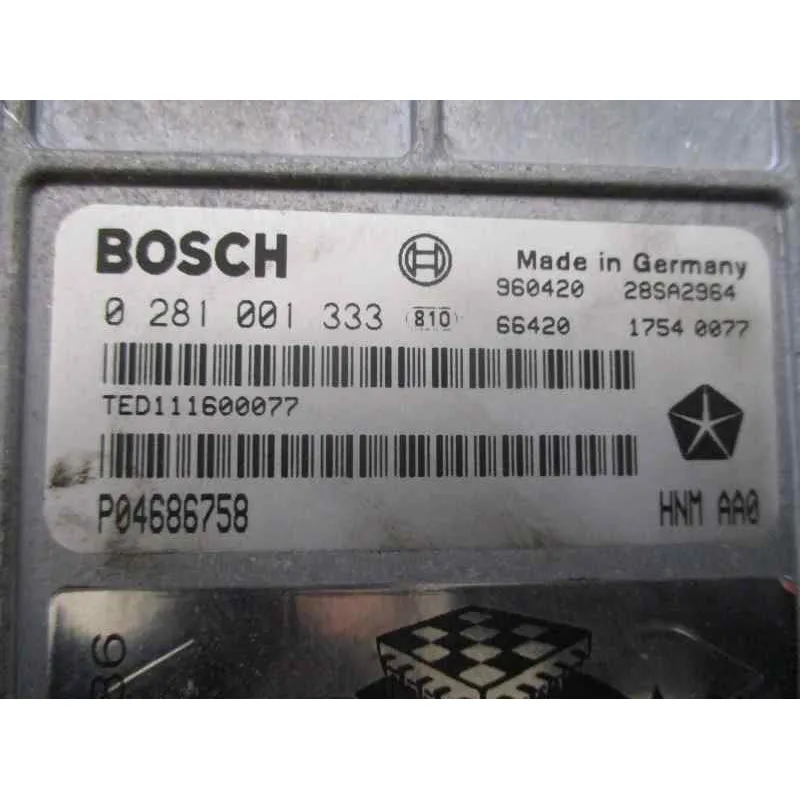 BOSCH
Made in Germany
960420 28SA2964
0 281 001 333 810 66420 1754 0077
TED111600077
P04686758 HNM AA0